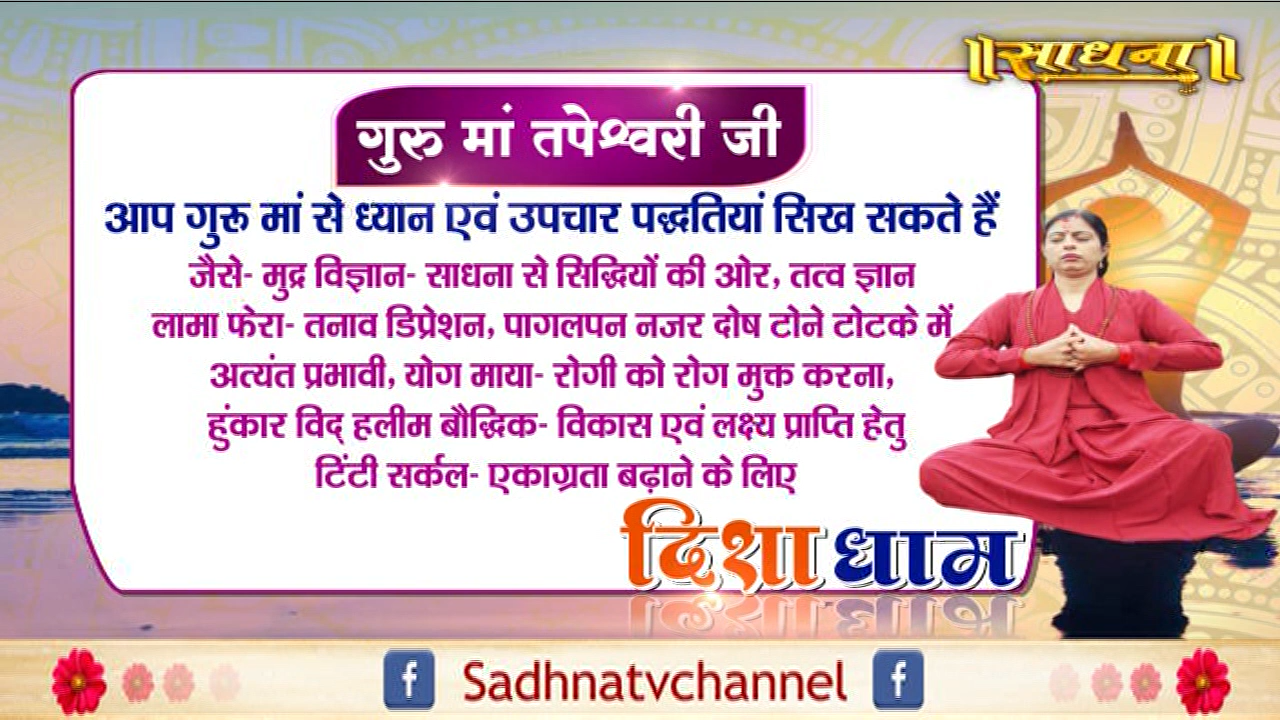 ॥साधना॥
गुरु मां तपेश्वरी जी
आप गुरु मां से ध्यान एवं उपचार पद्धतियां सिख सकते हैं
जैसे- मुद्र विज्ञान- साधना से सिद्धियों की ओर, तत्व ज्ञान
लामा फेरा- तनाव डिप्रेशन, पागलपन नजर दोष टोने टोटके में
अत्यंत प्रभावी, योग माया- रोगी को रोग मुक्त करना,
हुंकार विद् हलीम बौद्धिक- विकास एवं लक्ष्य प्राप्ति हेतु
टिंटी सर्कल- एकाग्रता बढ़ाने के लिए
दिशा धाम
f Sadhnatvchannel f